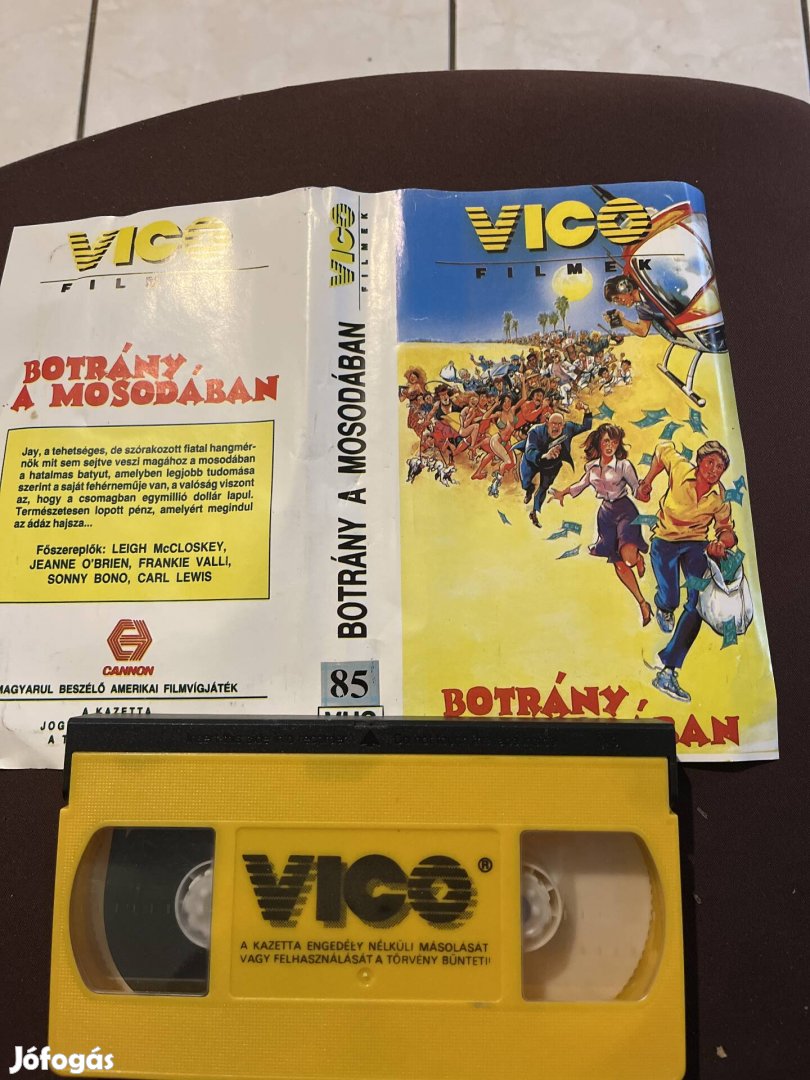 VICO
FILMEK
BOTRÁNY
A MOSODÁBAN
Jay, a tehetséges, de szórakozott fiatal hangmér-
nök mit sem sejtve veszi magához a mosodában
a hatalmas batyut, amelyben legjobb tudomása
szerint a saját fehérneműje van, a valóság viszont
az, hogy a csomagban egymillió dollár lapul.
Természetesen lopott pénz, amelyért megindul
az ádáz hajsza...
Főszereplők: LEIGH McCLOSKEY,
JEANNE O'BRIEN, FRANKIE VALLI,
SONNY BONO, CARL LEWIS
CANNON
MAGYARUL BESZÉLŐ AMERIKAI FILMVÍGJÁTÉK
A KAZETTA
JOG
A T
VICO
FILMEK
BOTRÁNY A MOSODÁBAN
85
VHS
VICO
FILMEK
BOTRÁNY
BAN
VICO®
A KAZETTA ENGEDÉLY NÉLKÜLI MÁSOLÁSÁT
VAGY FELHASZNÁLÁSÁT A TÖRVÉNY BÜNTETI!
Jófogás